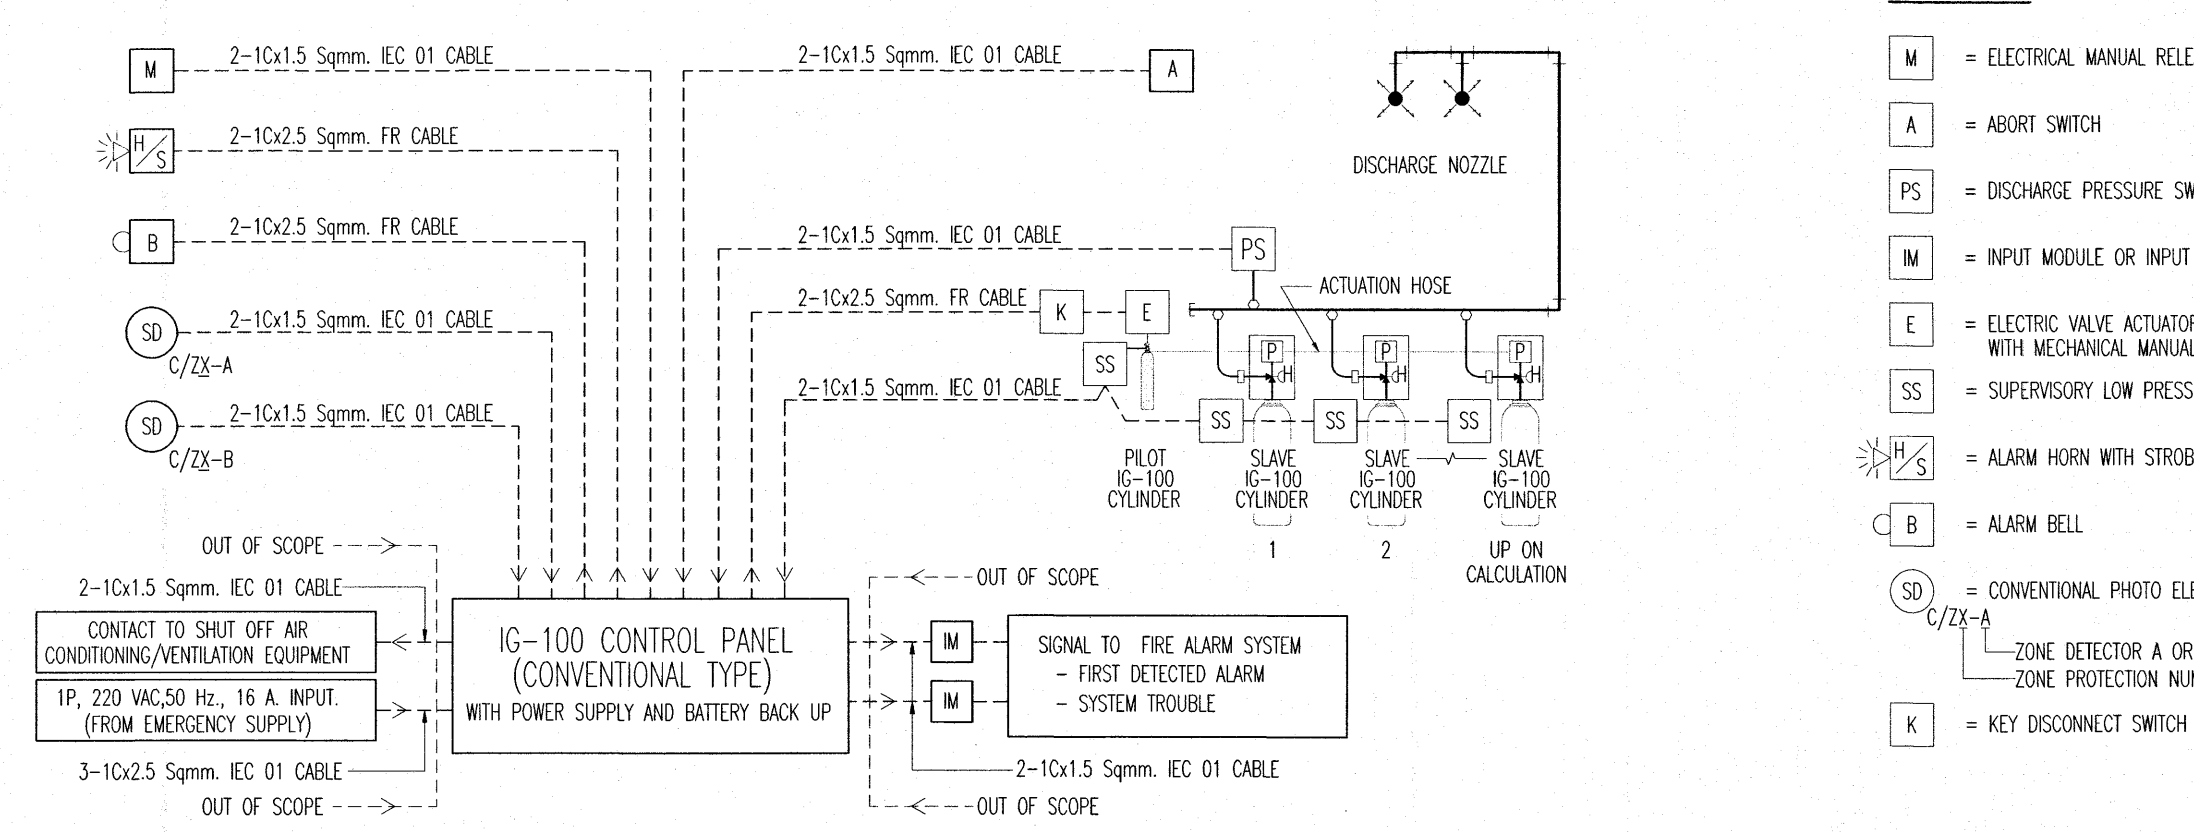 M
2-1Cx1.5 Sqmm. IEC 01 CABLE
H/S
2-1Cx2.5 Sqmm. FR CABLE
B
2-1Cx2.5 Sqmm. FR CABLE
SD
C/ZX-A
2-1Cx1.5 Sqmm. IEC 01 CABLE
SD
C/ZX-B
2-1Cx1.5 Sqmm. IEC 01 CABLE
2-1Cx1.5 Sqmm. IEC 01 CABLE
A
DISCHARGE NOZZLE
2-1Cx1.5 Sqmm. IEC 01 CABLE
PS
ACTUATION HOSE
2-1Cx2.5 Sqmm. FR CABLE
K
E
SS
P
P
P
H
H
H
2-1Cx1.5 Sqmm. IEC 01 CABLE
SS
SS
SS
PILOT
IG-100
CYLINDER
SLAVE
IG-100
CYLINDER
1
SLAVE
IG-100
CYLINDER
2
SLAVE
IG-100
CYLINDER
UP ON
CALCULATION
OUT OF SCOPE
2-1Cx1.5 Sqmm. IEC 01 CABLE
CONTACT TO SHUT OFF AIR
CONDITIONING/VENTILATION EQUIPMENT
1P, 220 VAC,50 Hz., 16 A. INPUT.
(FROM EMERGENCY SUPPLY)
3-1Cx2.5 Sqmm. IEC 01 CABLE
OUT OF SCOPE
IG-100 CONTROL PANEL
(CONVENTIONAL TYPE)
WITH POWER SUPPLY AND BATTERY BACK UP
OUT OF SCOPE
IM
IM
SIGNAL TO FIRE ALARM SYSTEM
- FIRST DETECTED ALARM
- SYSTEM TROUBLE
2-1Cx1.5 Sqmm. IEC 01 CABLE
OUT OF SCOPE
M = ELECTRICAL MANUAL RELE
A = ABORT SWITCH
PS = DISCHARGE PRESSURE SW
IM = INPUT MODULE OR INPUT
E = ELECTRIC VALVE ACTUATOR
WITH MECHANICAL MANUAL
SS = SUPERVISORY LOW PRESS
H/S = ALARM HORN WITH STROB
B = ALARM BELL
SD = CONVENTIONAL PHOTO ELE
C/ZX-A
ZONE DETECTOR A OR
ZONE PROTECTION NU
K = KEY DISCONNECT SWITCH